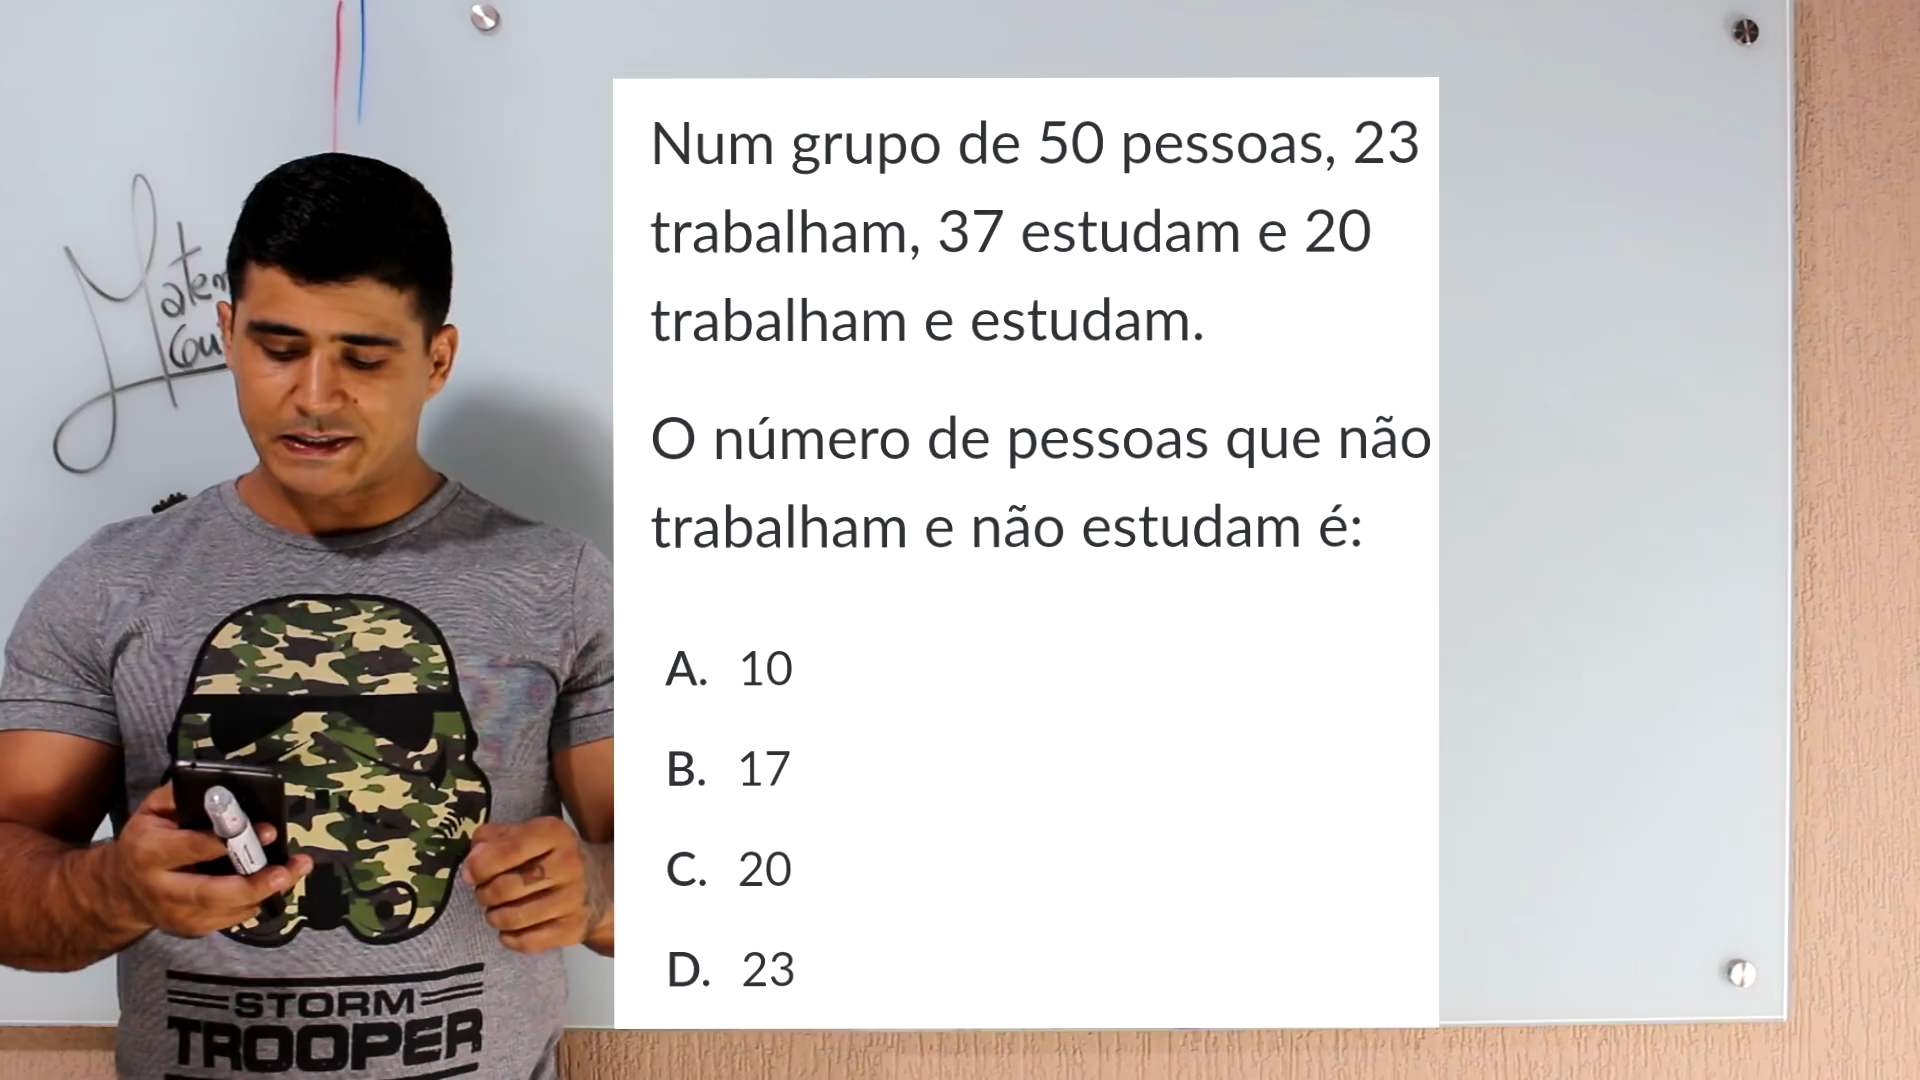 Num grupo de 50 pessoas, 23
trabalham, 37 estudam e 20
trabalham e estudam.
O número de pessoas que não
trabalham e não estudam é:
A. 10
B. 17
C. 20
D. 23
STORM
TROOPER